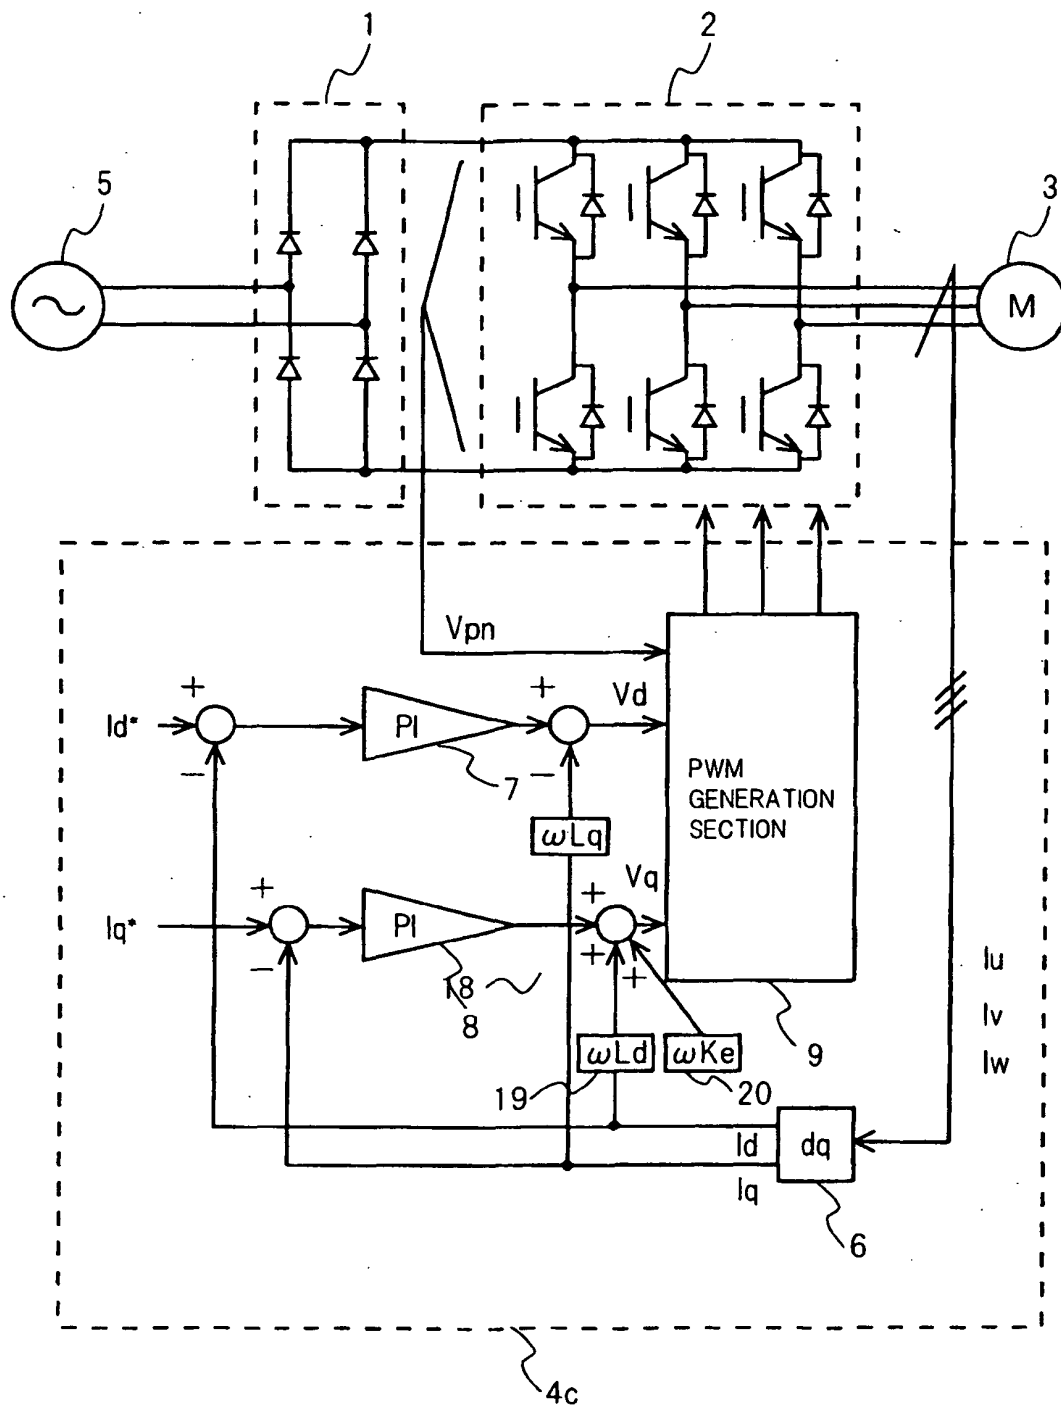 1
2
5
3
M
Vpn
+
+
Vd
Id*
PI
−
−
7
PWM
GENERATION
SECTION
ωLq
+
+
Vq
Iq*
PI
−
+
+
18
8
Iu
Iv
Iw
ωLd
ωKe
9
19
20
Id
dq
Iq
6
4c